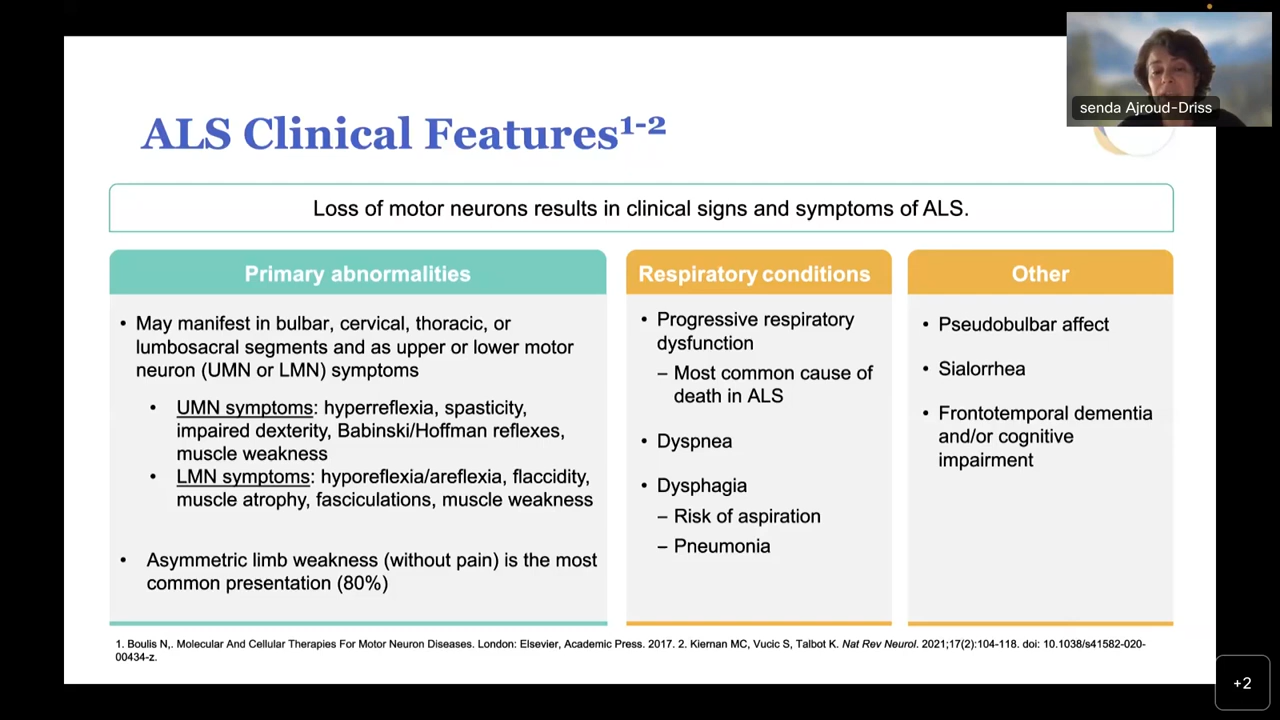 senda Ajroud-Driss
ALS Clinical Features¹⁻²
Loss of motor neurons results in clinical signs and symptoms of ALS.
Primary abnormalities
• May manifest in bulbar, cervical, thoracic, or
lumbosacral segments and as upper or lower motor
neuron (UMN or LMN) symptoms
• UMN symptoms: hyperreflexia, spasticity,
impaired dexterity, Babinski/Hoffman reflexes,
muscle weakness
• LMN symptoms: hyporeflexia/areflexia, flaccidity,
muscle atrophy, fasciculations, muscle weakness
• Asymmetric limb weakness (without pain) is the most
common presentation (80%)
Respiratory conditions
• Progressive respiratory
dysfunction
– Most common cause of
death in ALS
• Dyspnea
• Dysphagia
– Risk of aspiration
– Pneumonia
Other
• Pseudobulbar affect
• Sialorrhea
• Frontotemporal dementia
and/or cognitive
impairment
1. Boulis N,. Molecular And Cellular Therapies For Motor Neuron Diseases. London: Elsevier, Academic Press. 2017. 2. Kiernan MC, Vucic S, Talbot K. Nat Rev Neurol. 2021;17(2):104-118. doi: 10.1038/s41582-020-
00434-z.
+2